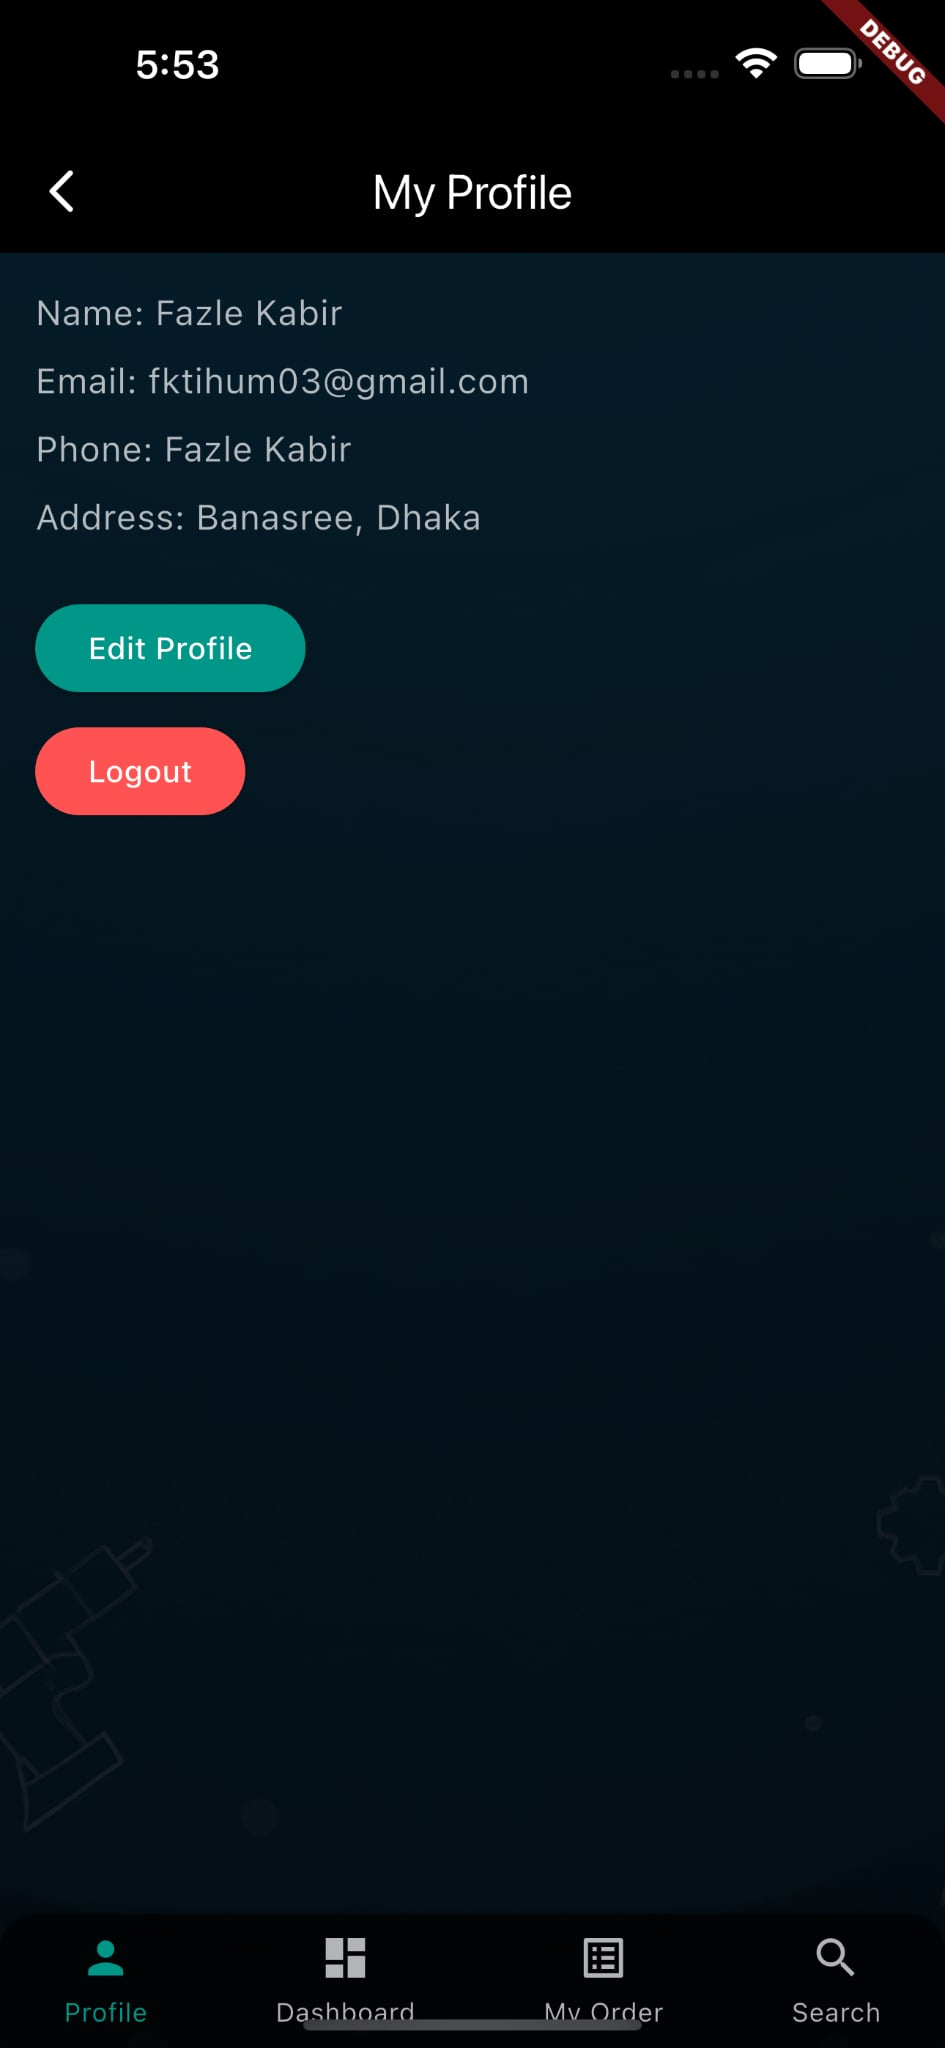 5:53
DEBUG
My Profile
Name: Fazle Kabir
Email: fktihum03@gmail.com
Phone: Fazle Kabir
Address: Banasree, Dhaka
Edit Profile
Logout
Profile Dashboard My Order Search